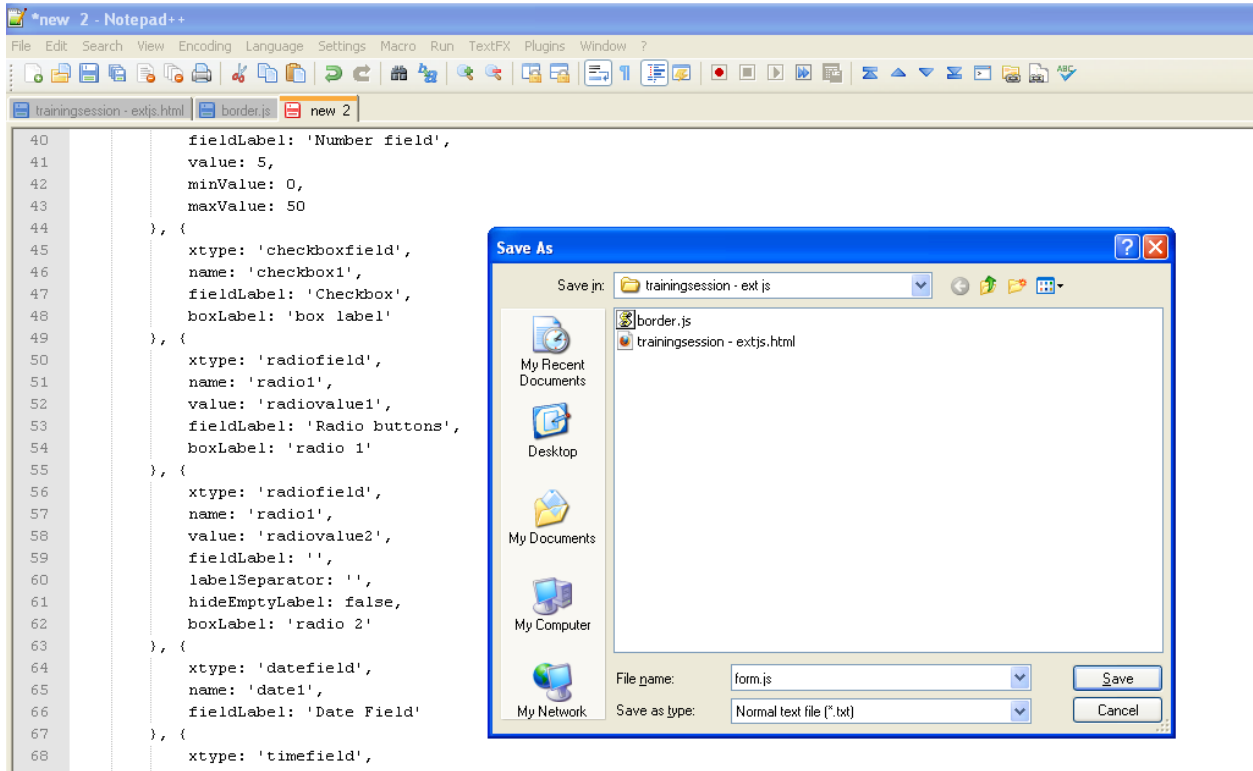 *new 2 - Notepad++
File Edit Search View Encoding Language Settings Macro Run TextFX Plugins Window ?
ABC
trainingsession - extjs.html border.js new 2
40 fieldLabel: 'Number field',
41 value: 5,
42 minValue: 0,
43 maxValue: 50
44 }, {
45 xtype: 'checkboxfield',
46 name: 'checkbox1',
47 fieldLabel: 'Checkbox',
48 boxLabel: 'box label'
49 }, {
50 xtype: 'radiofield',
51 name: 'radio1',
52 value: 'radiovalue1',
53 fieldLabel: 'Radio buttons',
54 boxLabel: 'radio 1'
55 }, {
56 xtype: 'radiofield',
57 name: 'radio1',
58 value: 'radiovalue2',
59 fieldLabel: '',
60 labelSeparator: '',
61 hideEmptyLabel: false,
62 boxLabel: 'radio 2'
63 }, {
64 xtype: 'datefield',
65 name: 'date1',
66 fieldLabel: 'Date Field'
67 }, {
68 xtype: 'timefield',
Save As
Save in: trainingsession - ext js
border.js
trainingsession - extjs.html
My Recent
Documents
Desktop
My Documents
My Computer
My Network
File name: form.js Save
Save as type: Normal text file (*.txt) Cancel